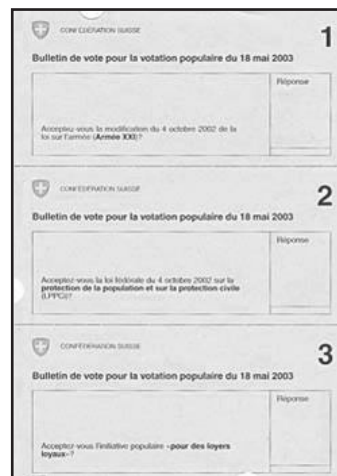 CONFÉDÉRATION SUISSE
1
Bulletin de vote pour la votation populaire du 18 mai 2003
Réponse
Acceptez-vous la modification du 4 octobre 2002 de la
loi sur l'armée (Armée XXI)?
CONFÉDÉRATION SUISSE
2
Bulletin de vote pour la votation populaire du 18 mai 2003
Réponse
Acceptez-vous la loi fédérale du 4 octobre 2002 sur la
protection de la population et sur la protection civile
(LPPCi)?
CONFÉDÉRATION SUISSE
3
Bulletin de vote pour la votation populaire du 18 mai 2003
Réponse
Acceptez-vous l'initiative populaire «pour des loyers
loyaux»?